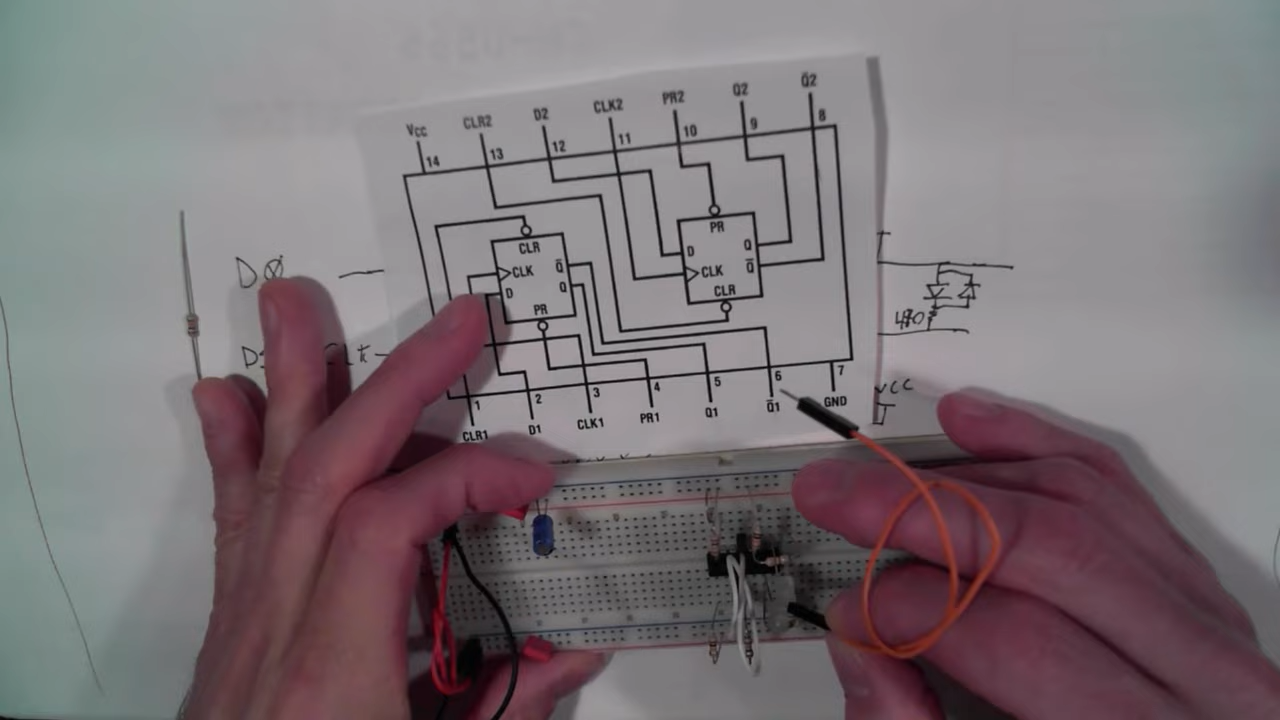 VCC CLR2 D2 CLK2 PR2 Q2 Q̄2
14 13 12 11 10 9 8
CLR
CLK Q̄
D Q
PR
PR
D Q
CLK Q̄
CLR
1 2 3 4 5 6 7
CLR1 D1 CLK1 PR1 Q1 Q̄1 GND
D0
Clk
VCC